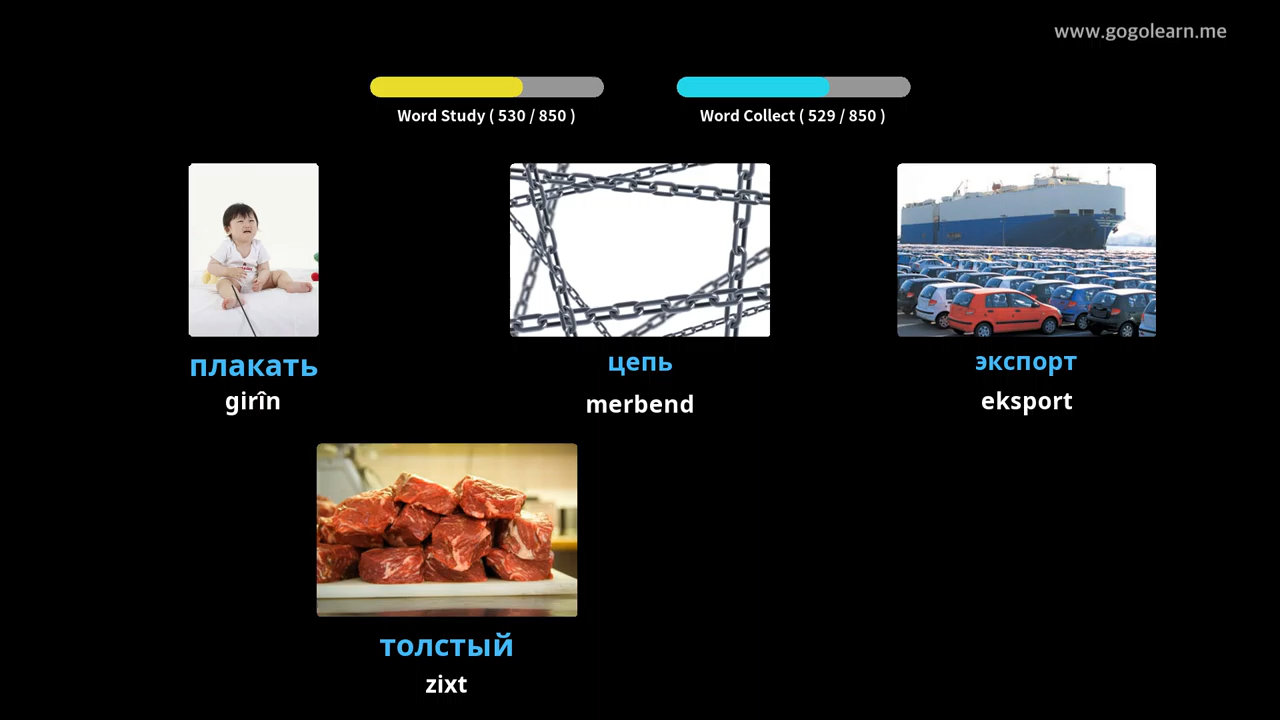 www.gogolearn.me
Word Study ( 530 / 850 )
Word Collect ( 529 / 850 )
плакать
girîn
цепь
merbend
экспорт
eksport
толстый
zixt